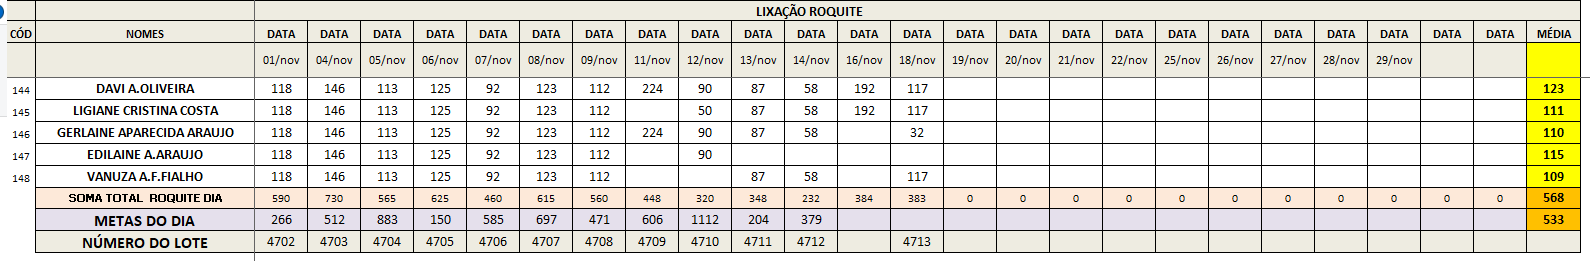 LIXAÇÃO ROQUITE
CÓD NOMES DATA DATA DATA DATA DATA DATA DATA DATA DATA DATA DATA DATA DATA DATA DATA DATA DATA DATA DATA DATA DATA DATA DATA DATA MÉDIA
01/nov 04/nov 05/nov 06/nov 07/nov 08/nov 09/nov 11/nov 12/nov 13/nov 14/nov 16/nov 18/nov 19/nov 20/nov 21/nov 22/nov 25/nov 26/nov 27/nov 28/nov 29/nov
144 DAVI A.OLIVEIRA 118 146 113 125 92 123 112 224 90 87 58 192 117 123
145 LIGIANE CRISTINA COSTA 118 146 113 125 92 123 112 50 87 58 192 117 111
146 GERLAINE APARECIDA ARAUJO 118 146 113 125 92 123 112 224 90 87 58 32 110
147 EDILAINE A.ARAUJO 118 146 113 125 92 123 112 90 115
148 VANUZA A.F.FIALHO 118 146 113 125 92 123 112 87 58 117 109
SOMA TOTAL ROQUITE DIA 590 730 565 625 460 615 560 448 320 348 232 384 383 0 0 0 0 0 0 0 0 0 0 0 568
METAS DO DIA 266 512 883 150 585 697 471 606 1112 204 379 533
NÚMERO DO LOTE 4702 4703 4704 4705 4706 4707 4708 4709 4710 4711 4712 4713